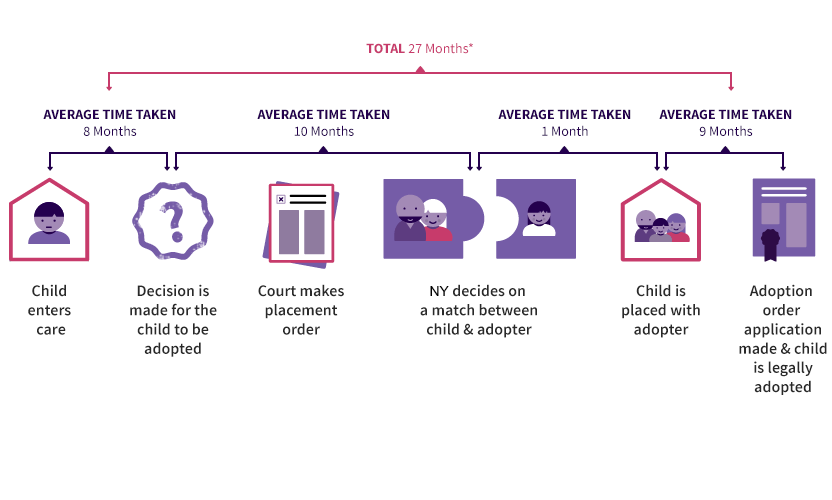 TOTAL 27 Months*
AVERAGE TIME TAKEN
8 Months
AVERAGE TIME TAKEN
10 Months
AVERAGE TIME TAKEN
1 Month
AVERAGE TIME TAKEN
9 Months
?
Child
enters
care
Decision is
made for the
child to be
adopted
Court makes
placement
order
NY decides on
a match between
child & adopter
Child is
placed with
adopter
Adoption
order
application
made & child
is legally
adopted